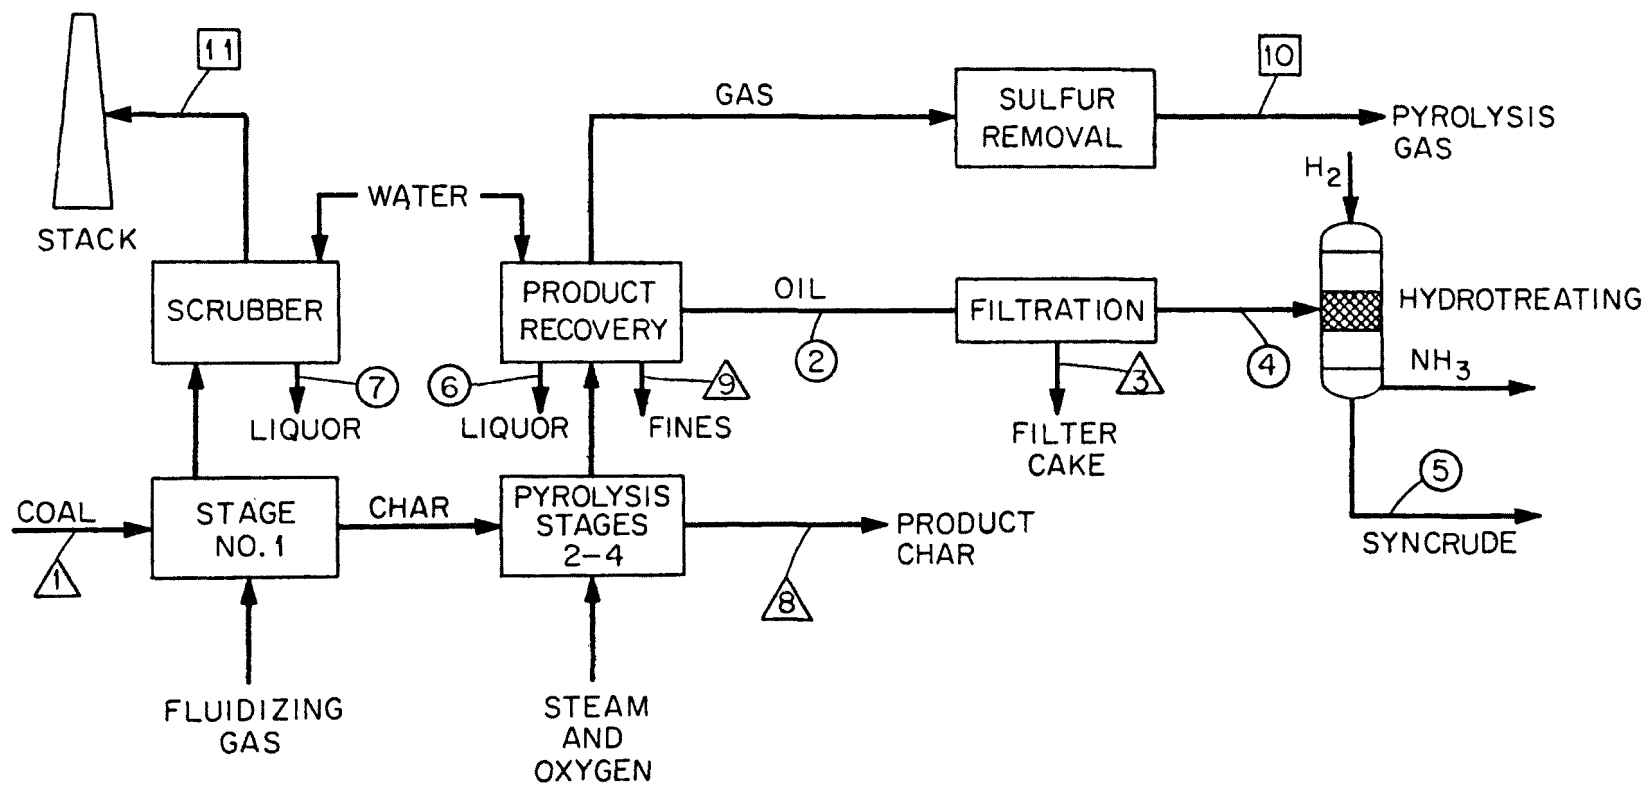 11
10
GAS
SULFUR
REMOVAL
PYROLYSIS
GAS
H2
WATER
STACK
SCRUBBER
PRODUCT
RECOVERY
OIL
2
FILTRATION
4
HYDROTREATING
NH3
7
6
9
3
LIQUOR
LIQUOR
FINES
FILTER
CAKE
5
SYNCRUDE
COAL
1
STAGE
NO. 1
CHAR
PYROLYSIS
STAGES
2-4
8
PRODUCT
CHAR
FLUIDIZING
GAS
STEAM
AND
OXYGEN